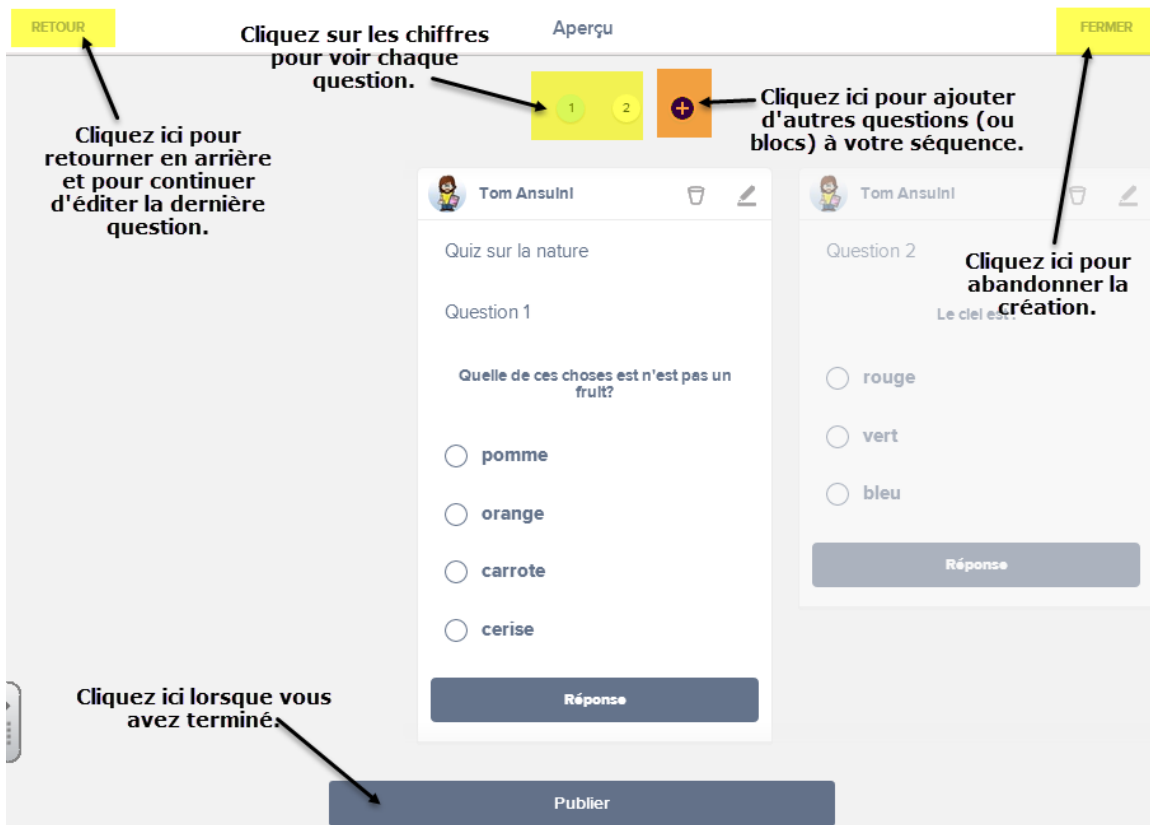 RETOUR
Aperçu
FERMER
Cliquez sur les chiffres
pour voir chaque
question.
1
2
Cliquez ici pour ajouter
d'autres questions (ou
blocs) à votre séquence.
Cliquez ici pour
retourner en arrière
et pour continuer
d'éditer la dernière
question.
Tom Ansuini
Quiz sur la nature
Question 1
Quelle de ces choses est n'est pas un
fruit?
pomme
orange
carrote
cerise
Réponse
Tom Ansuini
Question 2
Cliquez ici pour
abandonner la
création.
Le ciel est
rouge
vert
bleu
Réponse
Cliquez ici lorsque vous
avez terminé.
Publier